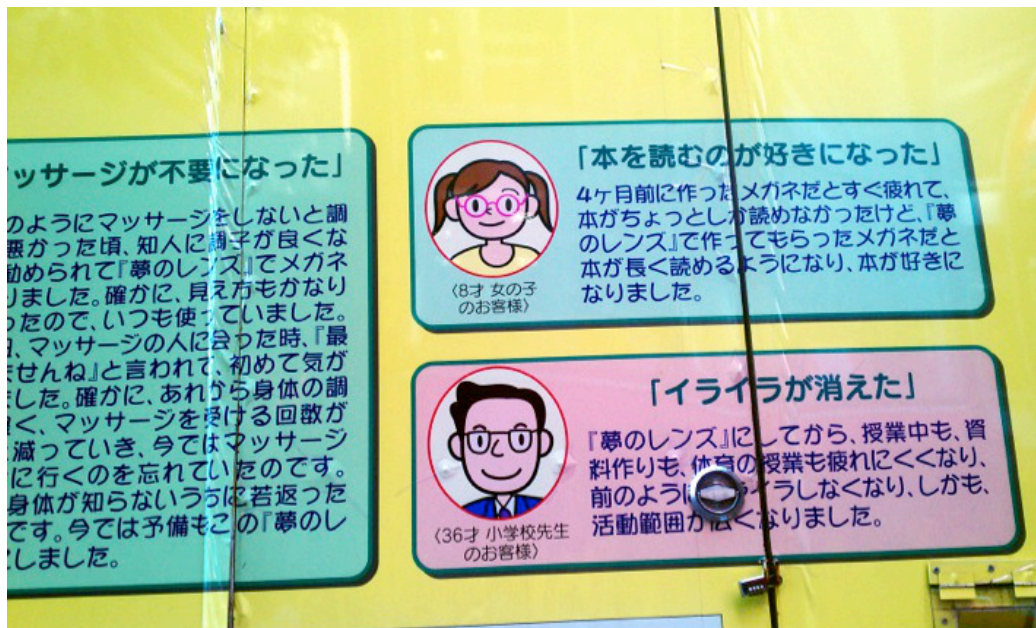 ッサージが不要になった」
のようにマッサージをしないと調
悪かった頃、知人に調子が良くな
勧められて『夢のレンズ』でメガネ
りました。確かに、見え方もかなり
ったので、いつも使っていました。
、マッサージの人に会った時、『最
ませんね』と言われて、初めて気が
ました。確かに、あれから身体の調
く、マッサージを受ける回数が
減っていき、今ではマッサージ
に行くのを忘れていたのです。
身体が知らないうちに若返った
です。今では予備もこの『夢のレ
しました。
「本を読むのが好きになった」
4ヶ月前に作ったメガネだとすぐ疲れて、
本がちょっとしか読めなかったけど、『夢
のレンズ』で作ってもらったメガネだと
本が長く読めるようになり、本が好きに
なりました。
〈8才 女の子
のお客様〉
「イライラが消えた」
『夢のレンズ』にしてから、授業中も、資
料作りも、体育の授業も疲れにくくなり、
前のように イライラしなくなり、しかも、
活動範囲が広くなりました。
〈36才 小学校先生
のお客様〉